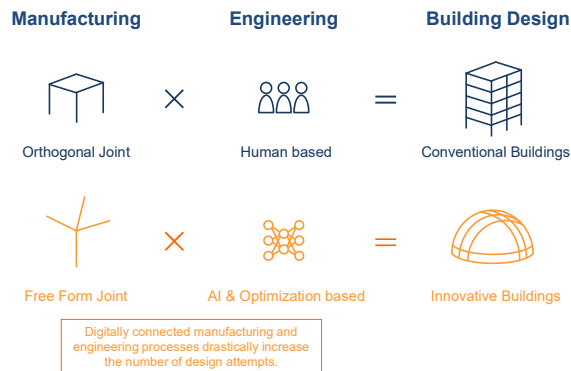 Manufacturing
Engineering
Building Design
Orthogonal Joint
Human based
Conventional Buildings
Free Form Joint
AI & Optimization based
Innovative Buildings
Digitally connected manufacturing and
engineering processes drastically increase
the number of design attempts.